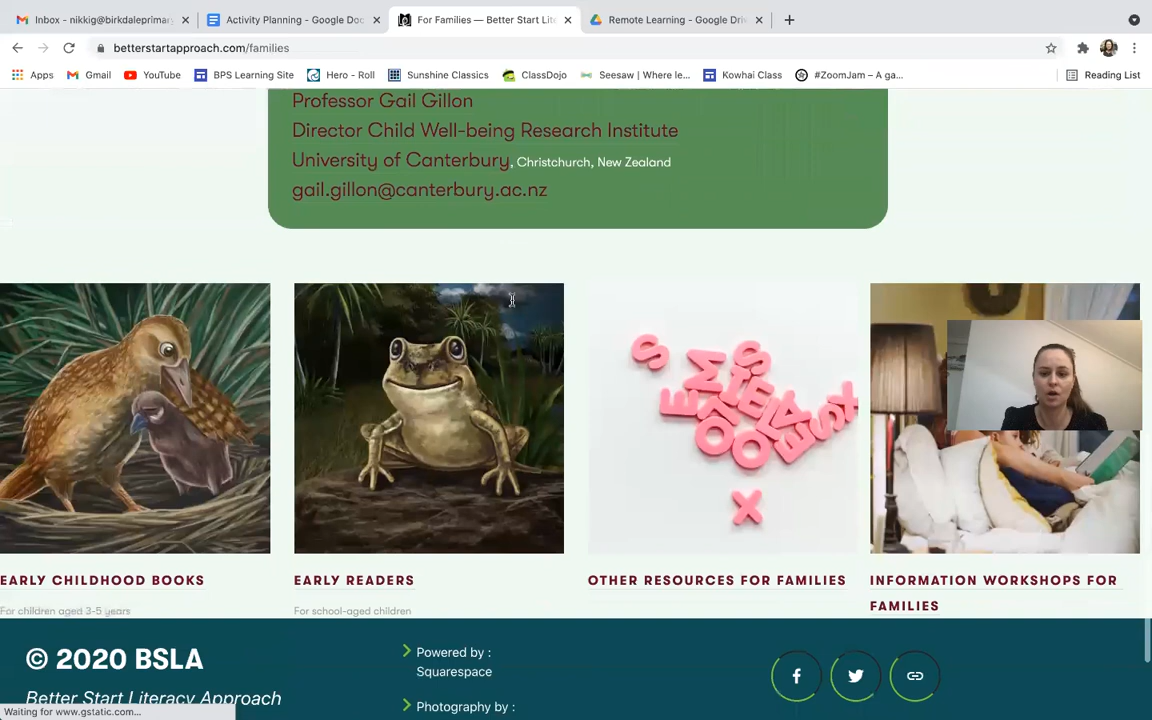 Inbox - nikkig@birkdaleprimary
Activity Planning - Google Doc
For Families — Better Start Lite
Remote Learning - Google Driv
betterstartapproach.com/families
Apps
Gmail
YouTube
BPS Learning Site
Hero - Roll
Sunshine Classics
ClassDojo
Seesaw | Where le...
Kowhai Class
#ZoomJam – A ga...
Reading List
Professor Gail Gillon
Director Child Well-being Research Institute
University of Canterbury, Christchurch, New Zealand
gail.gillon@canterbury.ac.nz
EARLY CHILDHOOD BOOKS
For children aged 3-5 years
EARLY READERS
For school-aged children
OTHER RESOURCES FOR FAMILIES
INFORMATION WORKSHOPS FOR
FAMILIES
© 2020 BSLA
Better Start Literacy Approach
Powered by :
Squarespace
Photography by :
Waiting for www.gstatic.com...